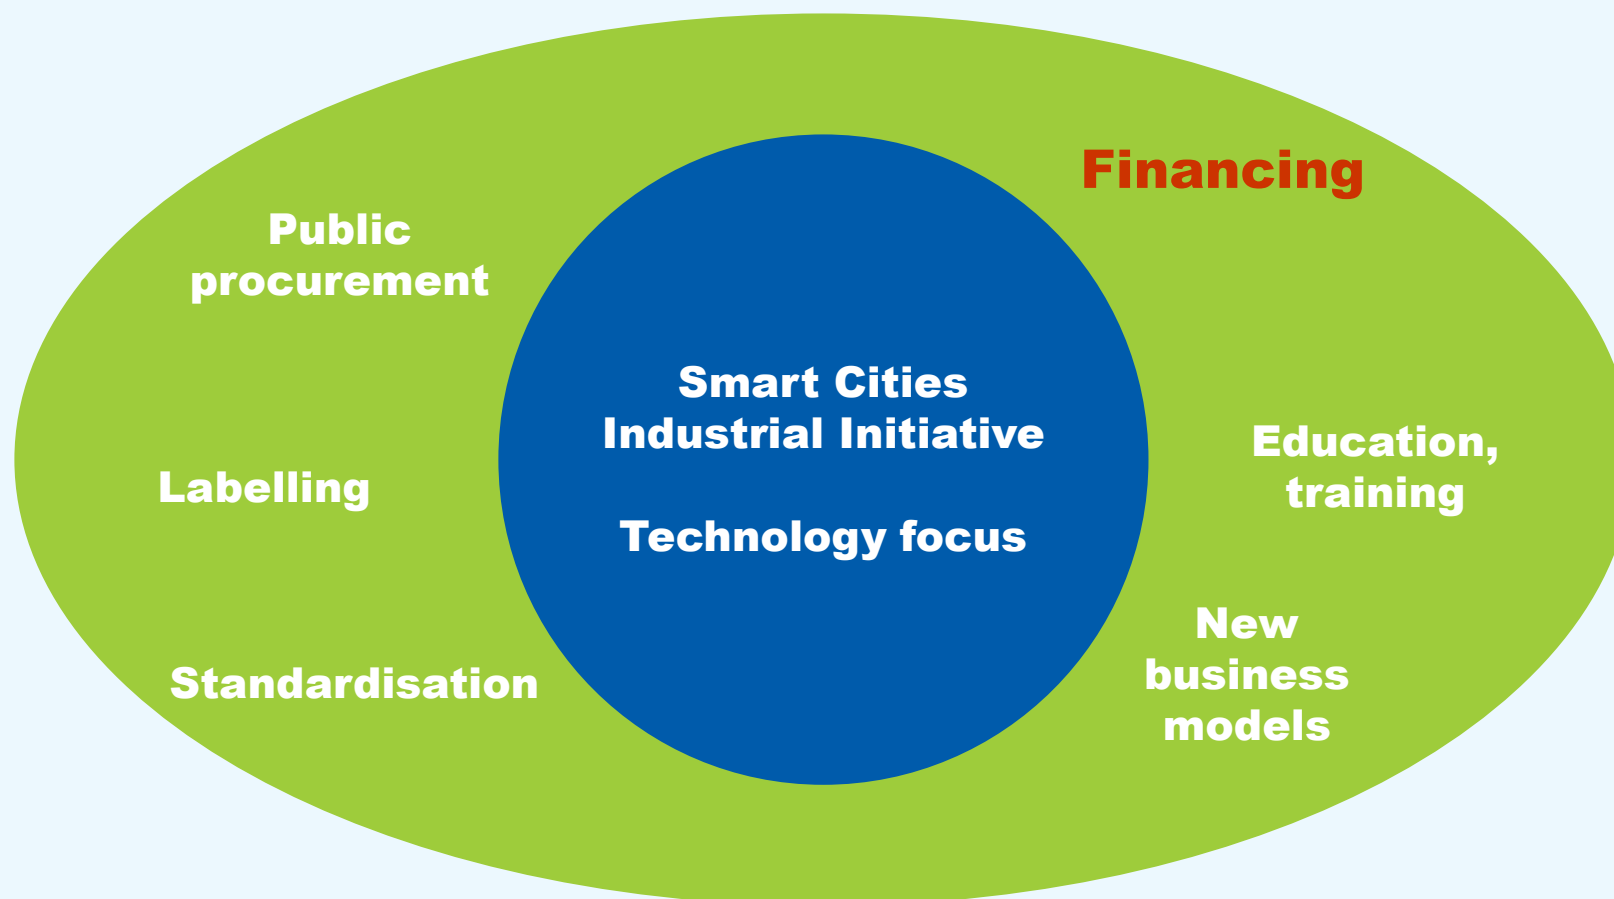 Financing
Public
procurement
Smart Cities
Industrial Initiative
Technology focus
Education,
training
Labelling
New
business
models
Standardisation